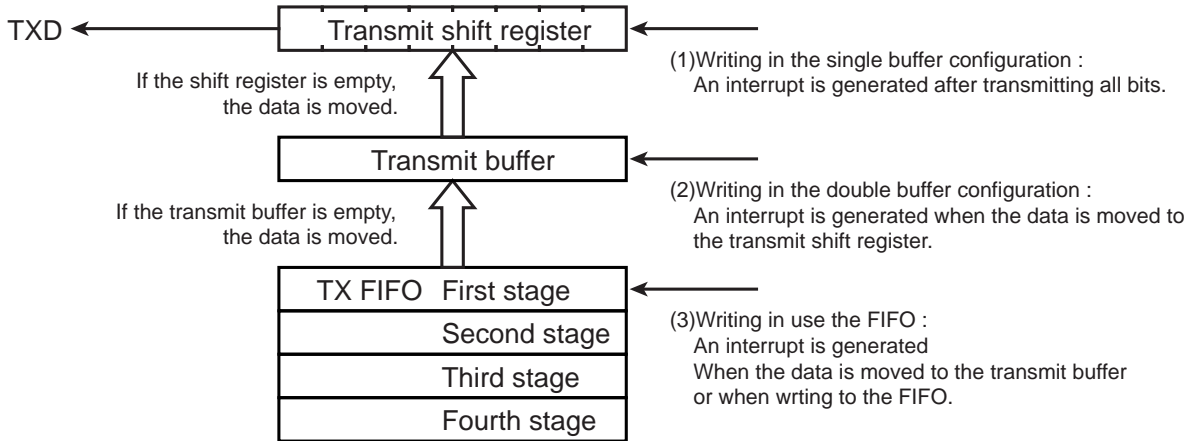 TXD
Transmit shift register
(1)Writing in the single buffer configuration :
An interrupt is generated after transmitting all bits.
If the shift register is empty,
the data is moved.
Transmit buffer
(2)Writing in the double buffer configuration :
An interrupt is generated when the data is moved to
the transmit shift register.
If the transmit buffer is empty,
the data is moved.
TX FIFO First stage
Second stage
Third stage
Fourth stage
(3)Writing in use the FIFO :
An interrupt is generated
When the data is moved to the transmit buffer
or when wrting to the FIFO.